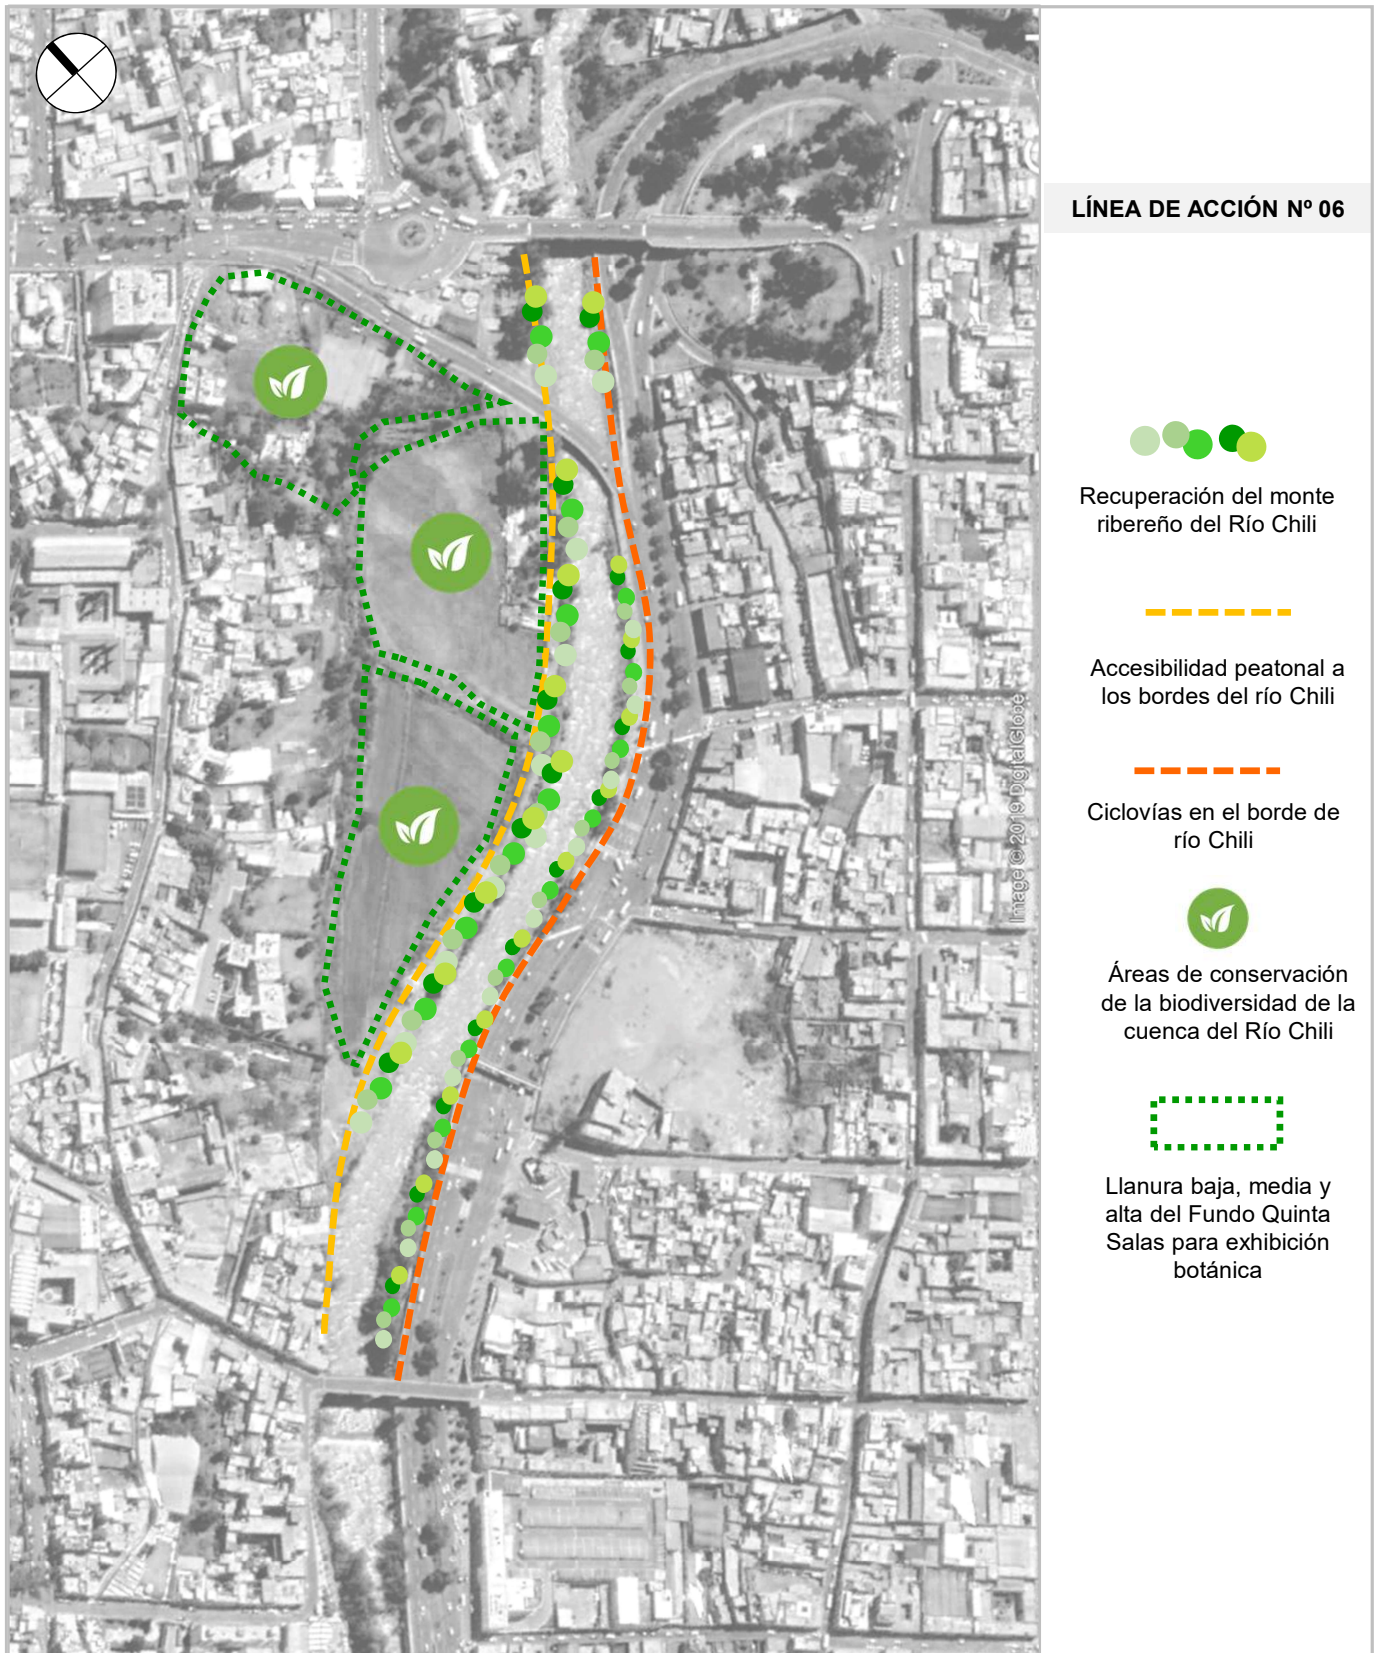 LÍNEA DE ACCIÓN Nº 06
Recuperación del monte
ribereño del Río Chili
Accesibilidad peatonal a
los bordes del río Chili
Ciclovías en el borde de
río Chili
Áreas de conservación
de la biodiversidad de la
cuenca del Río Chili
Llanura baja, media y
alta del Fundo Quinta
Salas para exhibición
botánica
Image © 2019 DigitalGlobe